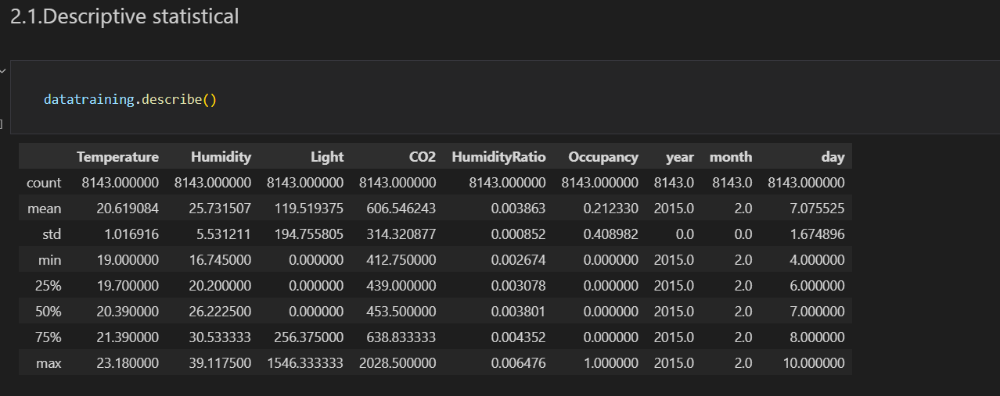 2.1.Descriptive statistical
datatraining.describe()
]
Temperature Humidity Light CO2 HumidityRatio Occupancy year month day
count 8143.000000 8143.000000 8143.000000 8143.000000 8143.000000 8143.000000 8143.0 8143.0 8143.000000
mean 20.619084 25.731507 119.519375 606.546243 0.003863 0.212330 2015.0 2.0 7.075525
std 1.016916 5.531211 194.755805 314.320877 0.000852 0.408982 0.0 0.0 1.674896
min 19.000000 16.745000 0.000000 412.750000 0.002674 0.000000 2015.0 2.0 4.000000
25% 19.700000 20.200000 0.000000 439.000000 0.003078 0.000000 2015.0 2.0 6.000000
50% 20.390000 26.222500 0.000000 453.500000 0.003801 0.000000 2015.0 2.0 7.000000
75% 21.390000 30.533333 256.375000 638.833333 0.004352 0.000000 2015.0 2.0 8.000000
max 23.180000 39.117500 1546.333333 2028.500000 0.006476 1.000000 2015.0 2.0 10.000000